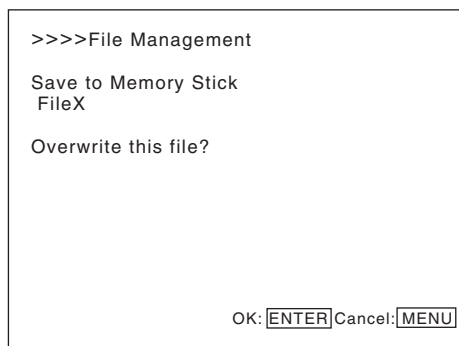 >>>>File Management
Save to Memory Stick
FileX
Overwrite this file?
OK: ENTER Cancel: MENU